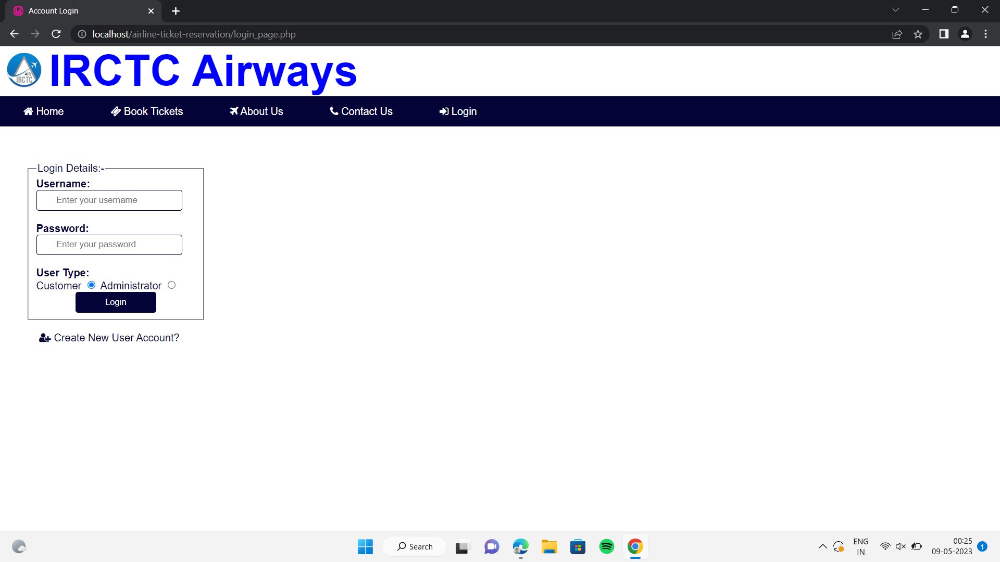 Account Login
localhost/airline-ticket-reservation/login_page.php
AIR
IRCTC
IRCTC Airways
Home Book Tickets About Us Contact Us Login
Login Details:-
Username:
Enter your username
Password:
Enter your password
User Type:
Customer Administrator
Login
Create New User Account?
Search
ENG
IN
00:25
09-05-2023
1